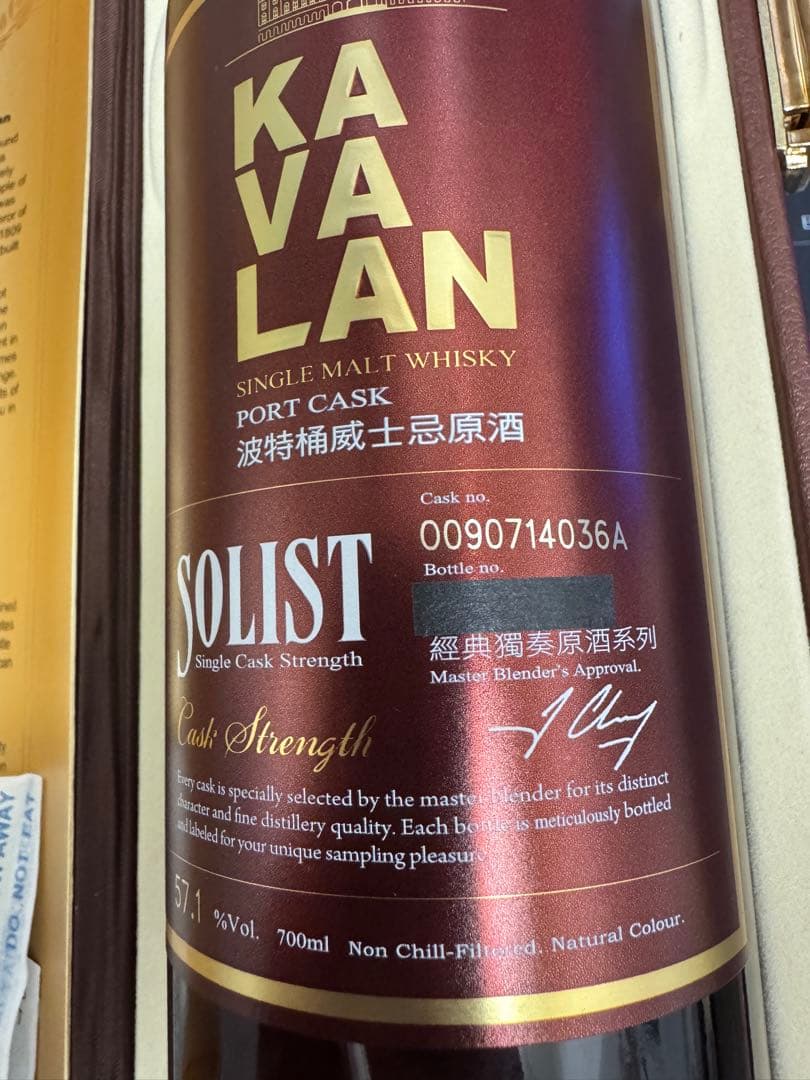 KA
VA
LAN
SINGLE MALT WHISKY
PORT CASK
波特桶威士忌原酒
Cask no.
0090714036A
Bottle no.
SOLIST
Single Cask Strength
經典獨奏原酒系列
Master Blender's Approval.
Cask Strength
Every cask is specially selected by the master blender for its distinct
character and fine distillery quality. Each bottle is meticulously bottled
and labeled for your unique sampling pleasure
57.1 %Vol. 700ml Non Chill-Filtered. Natural Colour.
AWAY
DO NOT EAT